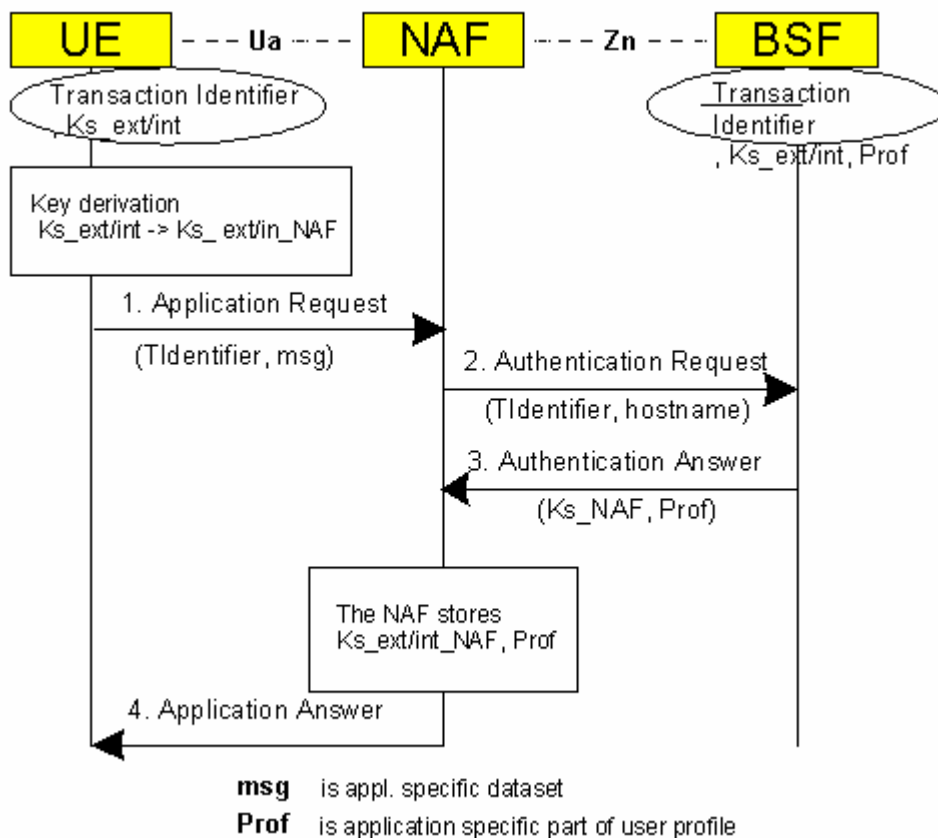 UE
Ua
NAF
Zn
BSF
Transaction Identifier
, Ks_ext/int
Transaction
Identifier
, Ks_ext/int, Prof
Key derivation
Ks_ext/int -> Ks_ ext/in_NAF
1. Application Request
(TIdentifier, msg)
2. Authentication Request
(TIdentifier, hostname)
3. Authentication Answer
(Ks_NAF, Prof)
The NAF stores
Ks_ext/int_NAF, Prof
4. Application Answer
msg is appl. specific dataset
Prof is application specific part of user profile